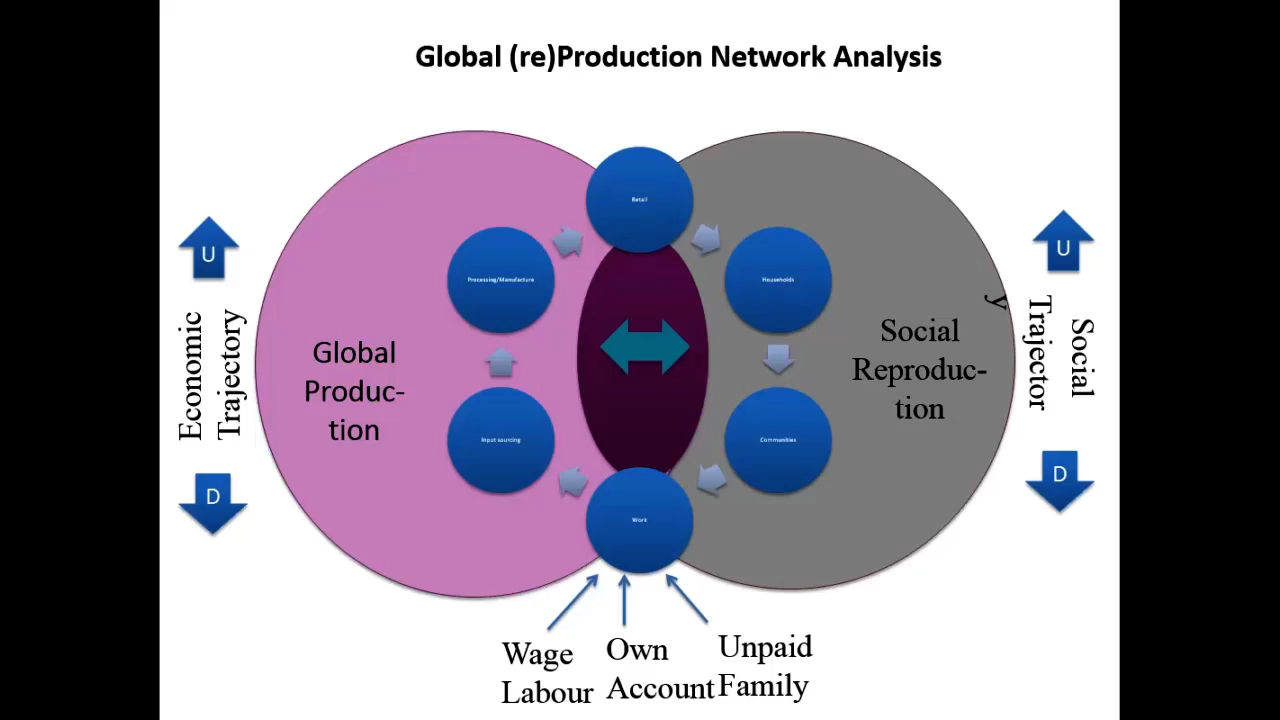 Global (re)Production Network Analysis
Retail
Processing/Manufacture
Households
U
U
Economic
Trajectory
Global
Produc-
tion
Social
Reproduc-
tion
Social
Trajector
y
Input sourcing
Communities
D
D
Work
Wage
Labour
Own
Account
Unpaid
Family